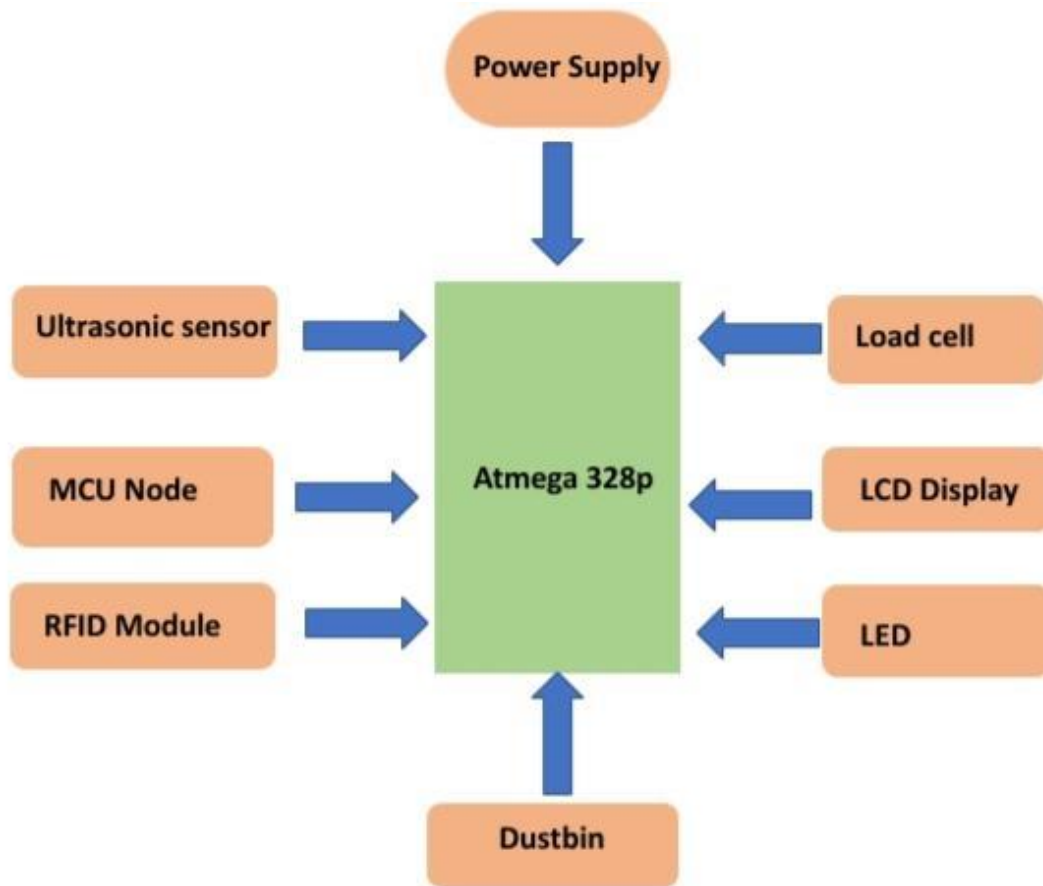 Power Supply
Ultrasonic sensor
Load cell
MCU Node
Atmega 328p
LCD Display
RFID Module
LED
Dustbin